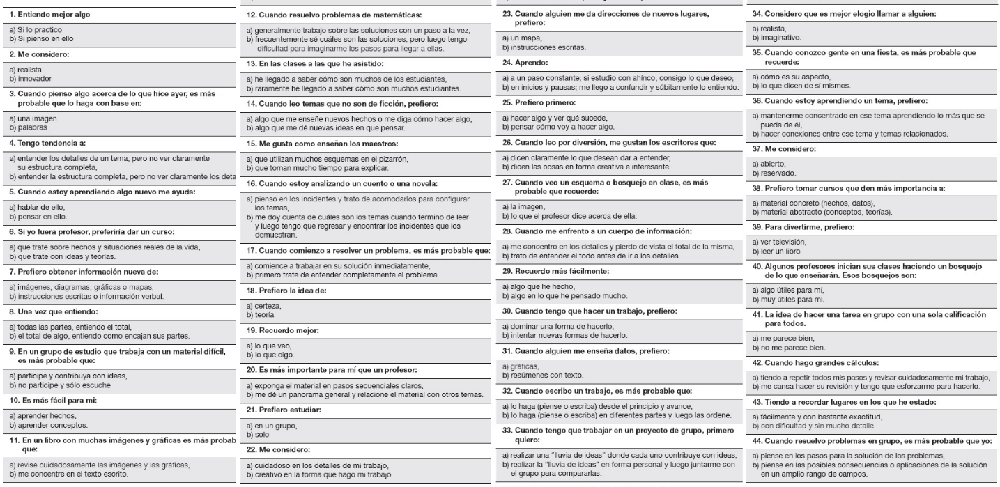 1. Entiendo mejor algo
a) Si lo practico
b) Si pienso en ello
2. Me considero:
a) realista
b) innovador
3. Cuando pienso algo acerca de lo que hice ayer, es más
probable que lo haga con base en:
a) una imagen
b) palabras
4. Tengo tendencia a:
a) entender los detalles de un tema, pero no ver claramente
su estructura completa,
b) entender la estructura completa, pero no ver claramente los deta
5. Cuando estoy aprendiendo algo nuevo me ayuda:
a) hablar de ello,
b) pensar en ello.
6. Si yo fuera profesor, preferiría dar un curso:
a) que trate sobre hechos y situaciones reales de la vida,
b) que trate con ideas y teorías.
7. Prefiero obtener información nueva de:
a) imágenes, diagramas, gráficas o mapas,
b) instrucciones escritas o información verbal.
8. Una vez que entiendo:
a) todas las partes, entiendo el total,
b) el total de algo, entiendo como encajan sus partes.
9. En un grupo de estudio que trabaja con un material difícil,
es más probable que:
a) participe y contribuya con ideas,
b) no participe y sólo escuche
10. Es más fácil para mi:
a) aprender hechos,
b) aprender conceptos.
11. En un libro con muchas imágenes y gráficas es más probab
que:
a) revise cuidadosamente las imágenes y las gráficas,
b) me concentre en el texto escrito.
12. Cuando resuelvo problemas de matemáticas:
a) generalmente trabajo sobre las soluciones con un paso a la vez,
b) frecuentemente sé cuáles son las soluciones, pero luego tengo
dificultad para imaginarme los pasos para llegar a ellas.
13. En las clases a las que he asistido:
a) he llegado a saber cómo son muchos de los estudiantes,
b) raramente he llegado a saber cómo son muchos estudiantes.
14. Cuando leo temas que no son de ficción, prefiero:
a) algo que me enseñe nuevos hechos o me diga cómo hacer algo,
b) algo que me dé nuevas ideas en que pensar.
15. Me gusta como enseñan los maestros:
a) que utilizan muchos esquemas en el pizarrón,
b) que toman mucho tiempo para explicar.
16. Cuando estoy analizando un cuento o una novela:
a) pienso en los incidentes y trato de acomodarlos para configurar
los temas,
b) me doy cuenta de cuáles son los temas cuando termino de leer
y luego tengo que regresar y encontrar los incidentes que los
demuestran.
17. Cuando comienzo a resolver un problema, es más probable que:
a) comience a trabajar en su solución inmediatamente,
b) primero trate de entender completamente el problema.
18. Prefiero la idea de:
a) certeza,
b) teoría
19. Recuerdo mejor:
a) lo que veo,
b) lo que oigo.
20. Es más importante para mí que un profesor:
a) exponga el material en pasos secuenciales claros,
b) me dé un panorama general y relacione el material con otros temas.
21. Prefiero estudiar:
a) en un grupo,
b) solo
22. Me considero:
a) cuidadoso en los detalles de mi trabajo,
b) creativo en la forma que hago mi trabajo
23. Cuando alguien me da direcciones de nuevos lugares,
prefiero:
a) un mapa,
b) instrucciones escritas.
24. Aprendo:
a) a un paso constante; si estudio con ahínco, consigo lo que deseo;
b) en inicios y pausas; me llego a confundir y súbitamente lo entiendo.
25. Prefiero primero:
a) hacer algo y ver qué sucede,
b) pensar cómo voy a hacer algo.
26. Cuando leo por diversión, me gustan los escritores que:
a) dicen claramente lo que desean dar a entender,
b) dicen las cosas en forma creativa e interesante.
27. Cuando veo un esquema o bosquejo en clase, es más
probable que recuerde:
a) la imagen,
b) lo que el profesor dice acerca de ella.
28. Cuando me enfrento a un cuerpo de información:
a) me concentro en los detalles y pierdo de vista el total de la misma,
b) trato de entender el todo antes de ir a los detalles.
29. Recuerdo más fácilmente:
a) algo que he hecho,
b) algo en lo que he pensado mucho.
30. Cuando tengo que hacer un trabajo, prefiero:
a) dominar una forma de hacerlo,
b) intentar nuevas formas de hacerlo.
31. Cuando alguien me enseña datos, prefiero:
a) gráficas,
b) resúmenes con texto.
32. Cuando escribo un trabajo, es más probable que:
a) lo haga (piense o escriba) desde el principio y avance,
b) lo haga (piense o escriba) en diferentes partes y luego las ordene.
33. Cuando tengo que trabajar en un proyecto de grupo, primero
quiero:
a) realizar una "lluvia de ideas" donde cada uno contribuye con ideas,
b) realizar la "lluvia de ideas" en forma personal y luego juntarme con
el grupo para compararlas.
34. Considero que es mejor elogio llamar a alguien:
a) realista,
b) imaginativo.
35. Cuando conozco gente en una fiesta, es más probable que
recuerde:
a) cómo es su aspecto,
b) lo que dicen de sí mismos.
36. Cuando estoy aprendiendo un tema, prefiero:
a) mantenerme concentrado en ese tema aprendiendo lo más que se
pueda de él,
b) hacer conexiones entre ese tema y temas relacionados.
37. Me considero:
a) abierto,
b) reservado.
38. Prefiero tomar cursos que den más importancia a:
a) material concreto (hechos, datos),
b) material abstracto (conceptos, teorías).
39. Para divertirme, prefiero:
a) ver televisión,
b) leer un libro
40. Algunos profesores inician sus clases haciendo un bosquejo
de lo que enseñarán. Esos bosquejos son:
a) algo útiles para mí,
b) muy útiles para mí.
41. La idea de hacer una tarea en grupo con una sola calificación
para todos.
a) me parece bien,
b) no me parece bien.
42. Cuando hago grandes cálculos:
a) tiendo a repetir todos mis pasos y revisar cuidadosamente mi trabajo,
b) me cansa hacer su revisión y tengo que esforzarme para hacerlo.
43. Tiendo a recordar lugares en los que he estado:
a) fácilmente y con bastante exactitud,
b) con dificultad y sin mucho detalle
44. Cuando resuelvo problemas en grupo, es más probable que yo:
a) piense en los pasos para la solución de los problemas,
b) piense en las posibles consecuencias o aplicaciones de la solución
en un amplio rango de campos.